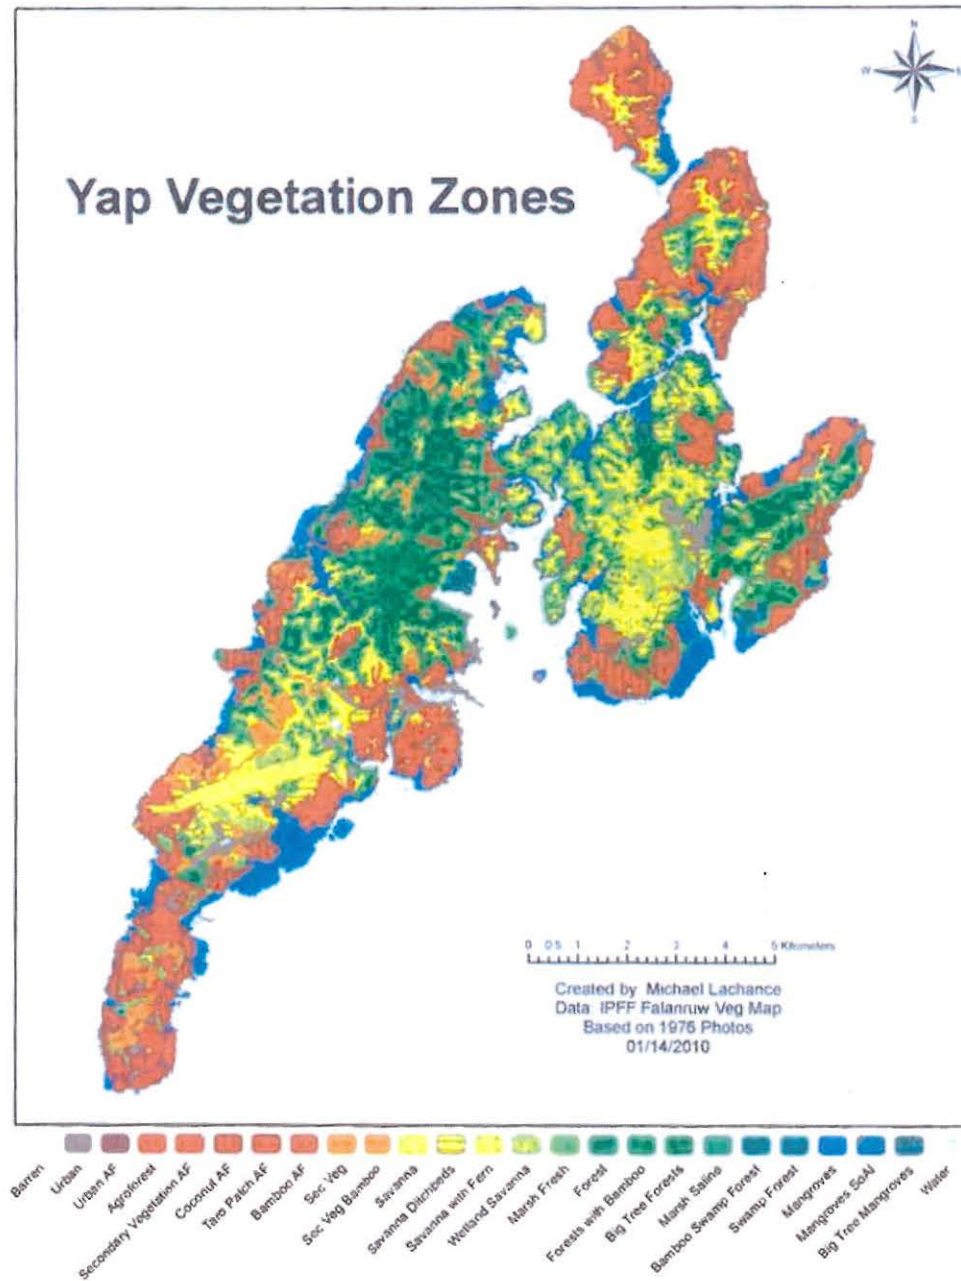 N
W
S
Yap Vegetation Zones
0 0.5 1 2 3 4 5 Kilometers
Created by: Michael Lachance
Data: IPFF Falanruw Veg Map
Based on 1976 Photos
01/14/2010
Barren
Urban
Urban AF
Agroforest
Secondary Vegetation AF
Coconut AF
Taro Patch AF
Bamboo AF
Sec Veg
Sec Veg Bamboo
Savanna
Savanna Ditchbeds
Savanna with Fern
Wetland Savanna
Marsh Fresh
Forest
Forests with Bamboo
Big Tree Forests
Marsh Saline
Bamboo Swamp Forest
Swamp Forest
Mangroves
Mangroves SoAl
Big Tree Mangroves
Water